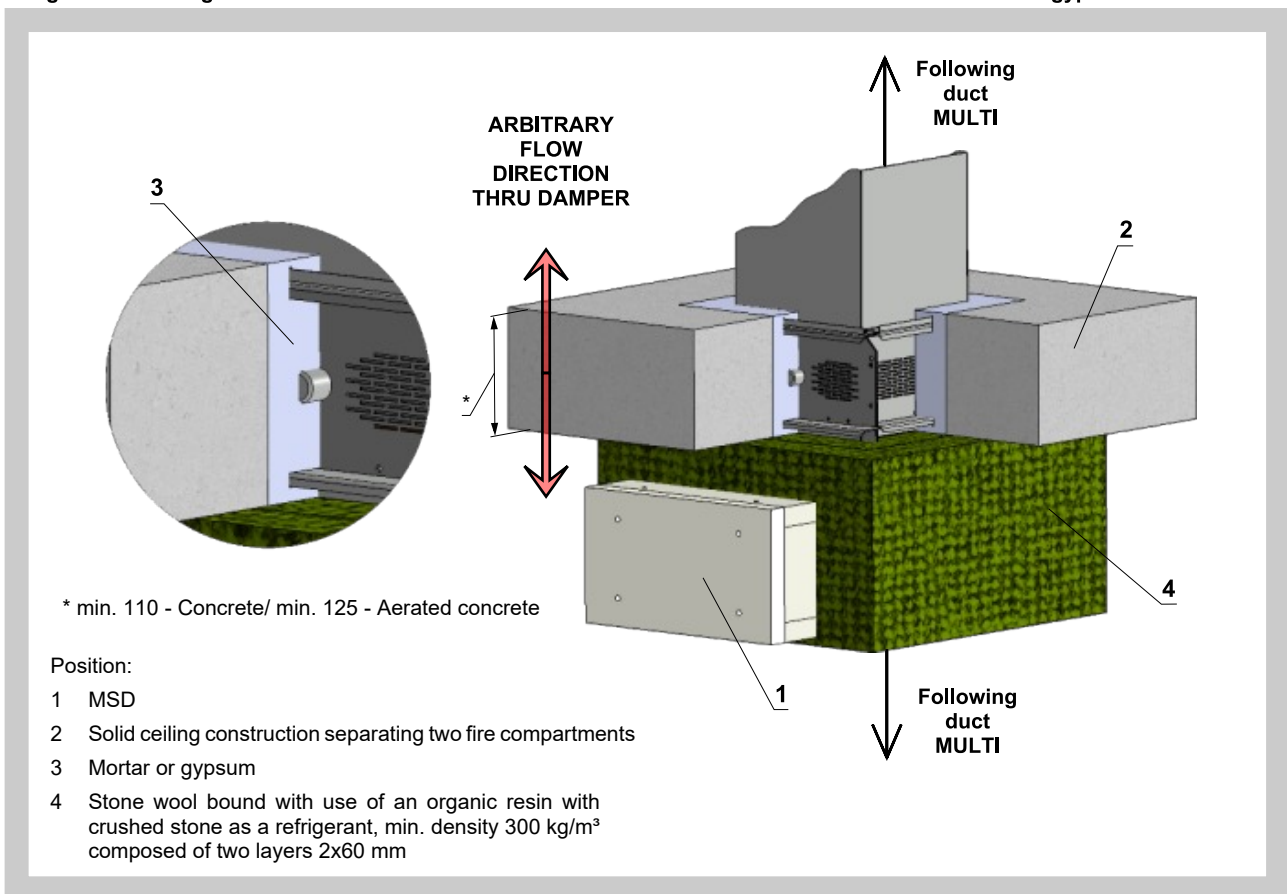 Following
duct
MULTI
ARBITRARY
FLOW
DIRECTION
THRU DAMPER
3
2
*
4
* min. 110 - Concrete/ min. 125 - Aerated concrete
1
Following
duct
MULTI
Position:
1 MSD
2 Solid ceiling construction separating two fire compartments
3 Mortar or gypsum
4 Stone wool bound with use of an organic resin with
crushed stone as a refrigerant, min. density 300 kg/m³
composed of two layers 2x60 mm